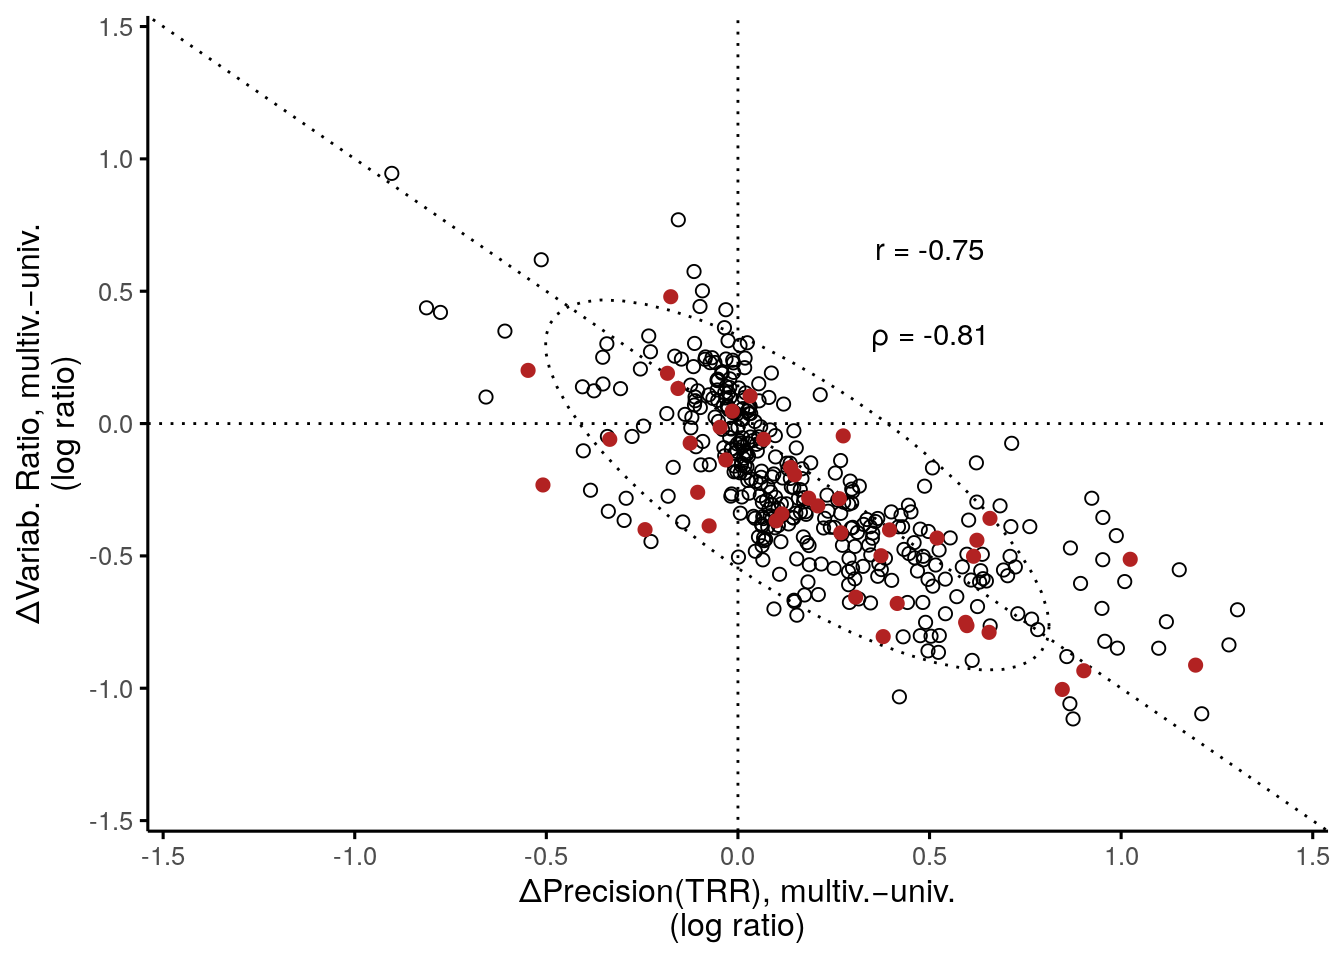 1.5
1.0
0.5
0.0
-0.5
-1.0
-1.5
ΔVariab. Ratio, multiv.−univ.
(log ratio)
r = -0.75
ρ = -0.81
-1.5 -1.0 -0.5 0.0 0.5 1.0 1.5
ΔPrecision(TRR), multiv.−univ.
(log ratio)